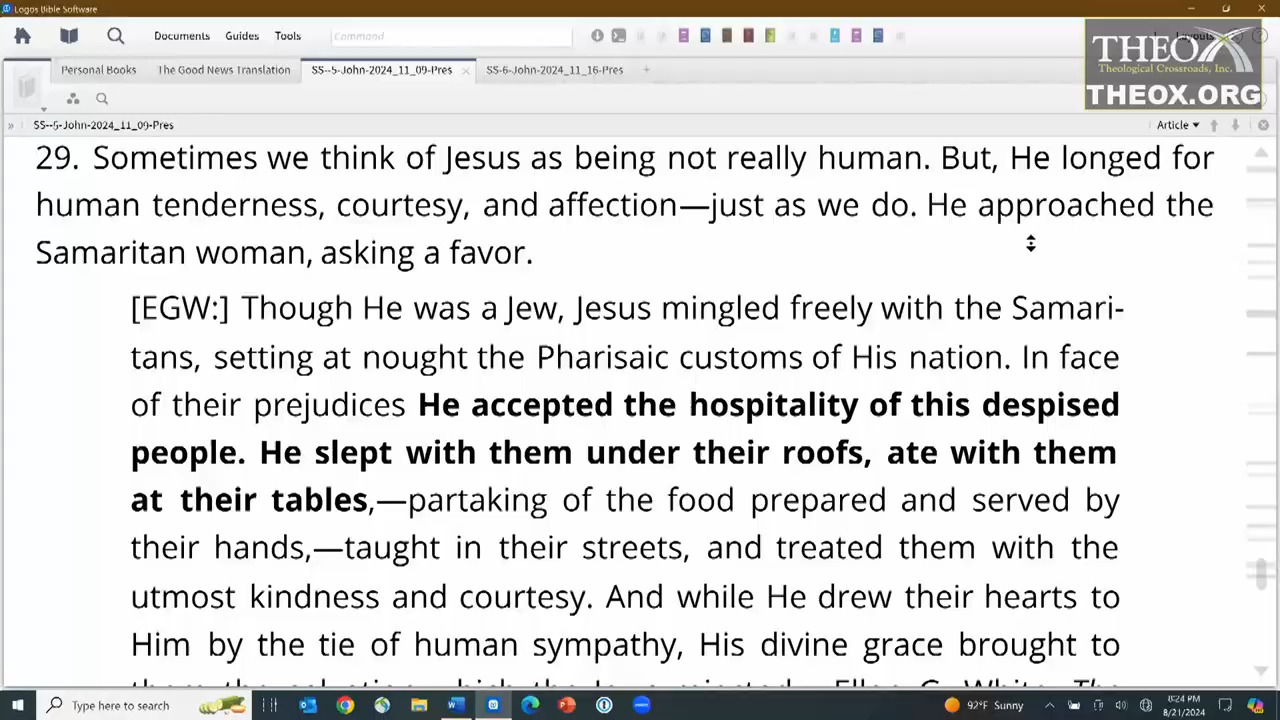 Logos Bible Software
Documents Guides Tools Command Layouts
THEOX
Theological Crossroads, Inc.
THEOX.ORG
Personal Books The Good News Translation SS--5-John-2024_11_09-Pres SS-6-John-2024_11_16-Pres
SS--5-John-2024_11_09-Pres Article
29. Sometimes we think of Jesus as being not really human. But, He longed for
human tenderness, courtesy, and affection—just as we do. He approached the
Samaritan woman, asking a favor.
[EGW:] Though He was a Jew, Jesus mingled freely with the Samari-
tans, setting at nought the Pharisaic customs of His nation. In face
of their prejudices He accepted the hospitality of this despised
people. He slept with them under their roofs, ate with them
at their tables,—partaking of the food prepared and served by
their hands,—taught in their streets, and treated them with the
utmost kindness and courtesy. And while He drew their hearts to
Him by the tie of human sympathy, His divine grace brought to
Type here to search 92°F Sunny 8:24 PM
8/21/2024